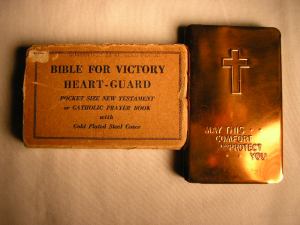 BIBLE FOR VICTORY
HEART-GUARD
POCKET SIZE NEW TESTAMENT
or CATHOLIC PRAYER BOOK
with
Gold Plated Steel Cover
MAY THIS
COMFORT
AND PROTECT
YOU